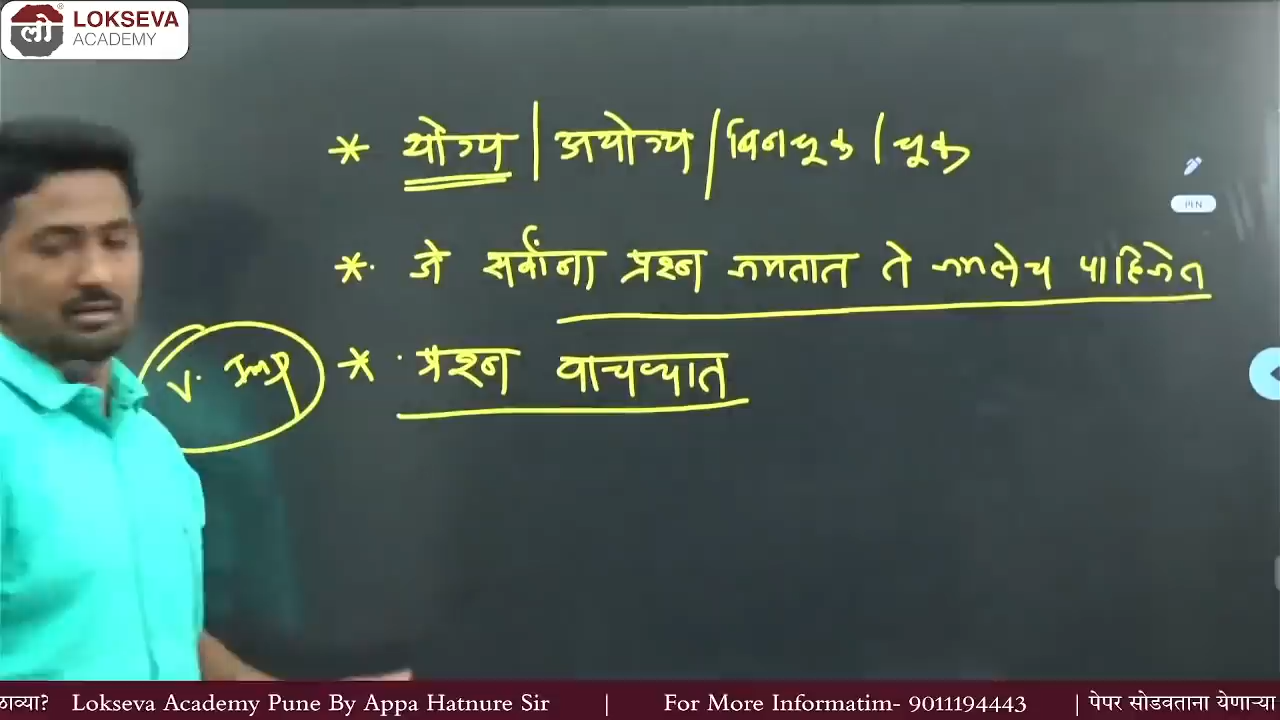 LOKSEVA
ACADEMY
* योग्य | अयोग्य | बिनचूक | चूक
PEN
* जे सर्वांना प्रश्न जमतात ते जमलेच पाहिजेत
V. Imp * प्रश्न वाचण्यात
ळाव्या? Lokseva Academy Pune By Appa Hatnure Sir | For More Informatim- 9011194443 | पेपर सोडवताना येणाऱ्या